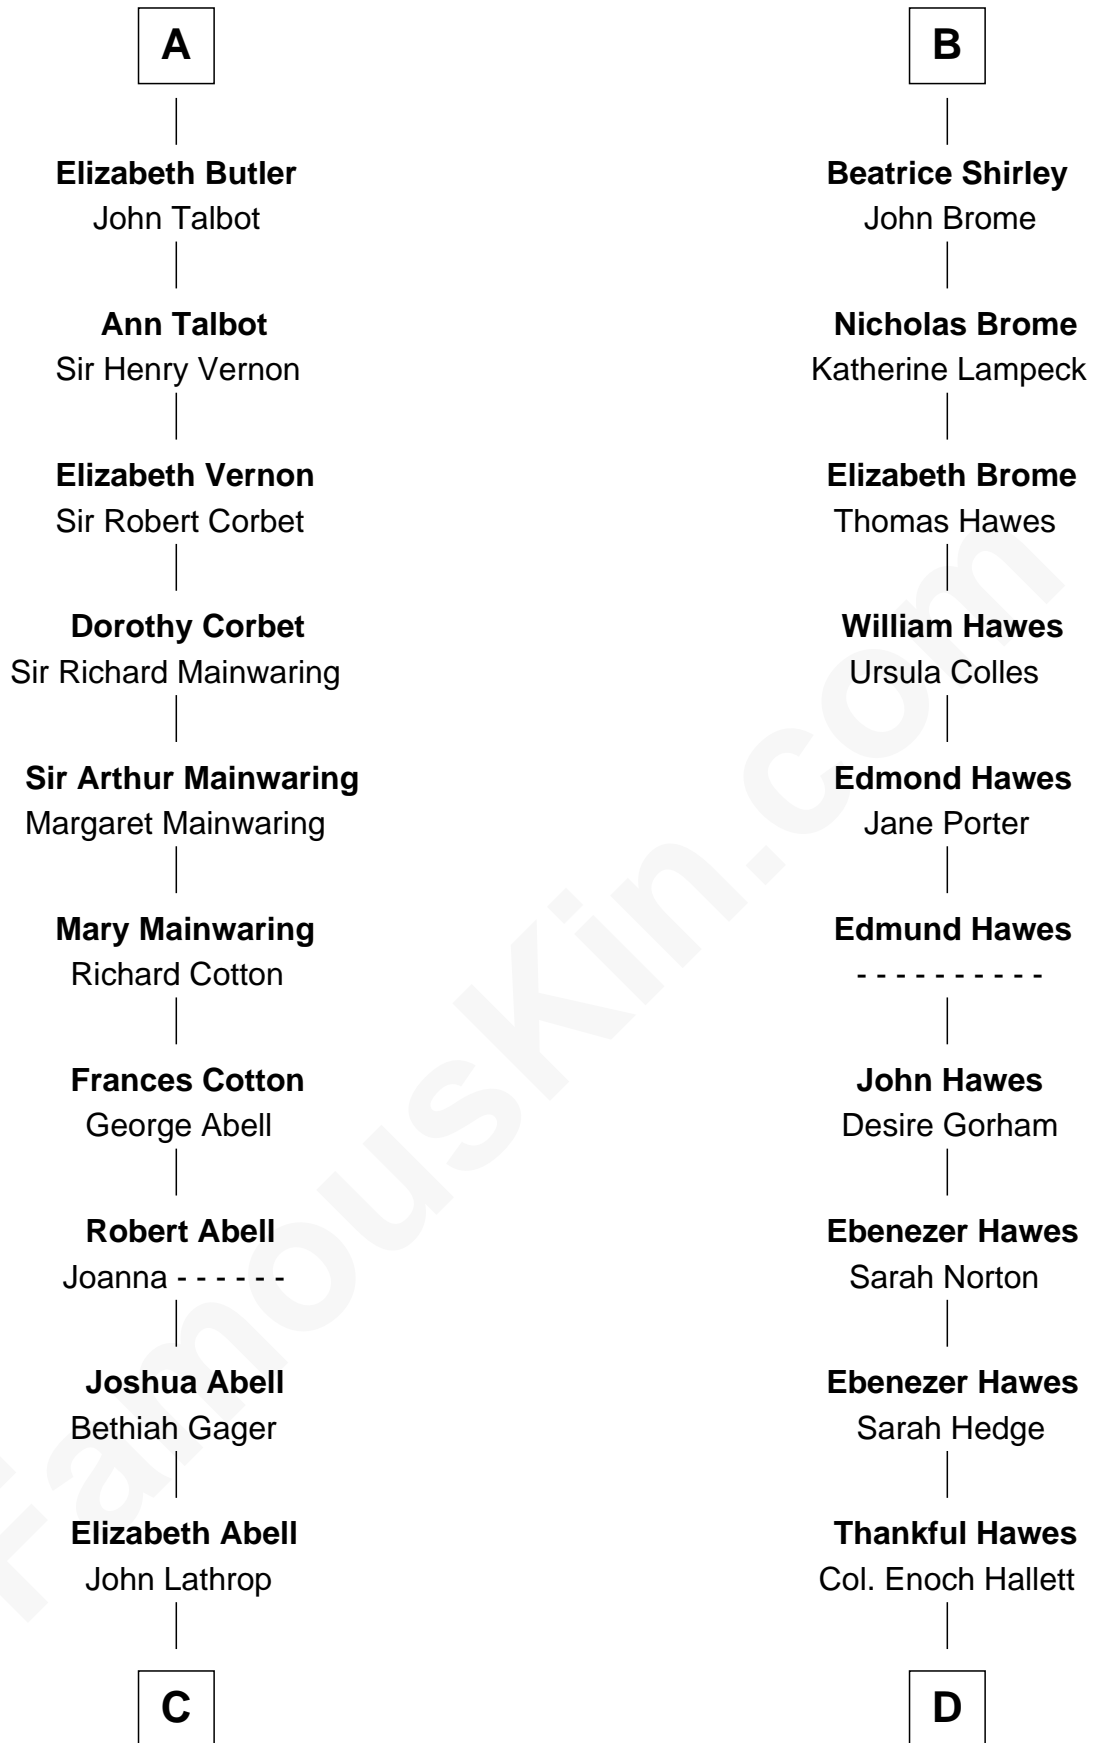 A
Elizabeth Butler
John Talbot
Ann Talbot
Sir Henry Vernon
Elizabeth Vernon
Sir Robert Corbet
Dorothy Corbet
Sir Richard Mainwaring
Sir Arthur Mainwaring
Margaret Mainwaring
Mary Mainwaring
Richard Cotton
Frances Cotton
George Abell
Robert Abell
Joanna - - - - - -
Joshua Abell
Bethiah Gager
Elizabeth Abell
John Lathrop
C
B
Beatrice Shirley
John Brome
Nicholas Brome
Katherine Lampeck
Elizabeth Brome
Thomas Hawes
William Hawes
Ursula Colles
Edmond Hawes
Jane Porter
Edmund Hawes
- - - - - - - - - -
John Hawes
Desire Gorham
Ebenezer Hawes
Sarah Norton
Ebenezer Hawes
Sarah Hedge
Thankful Hawes
Col. Enoch Hallett
D
FamousKin.com